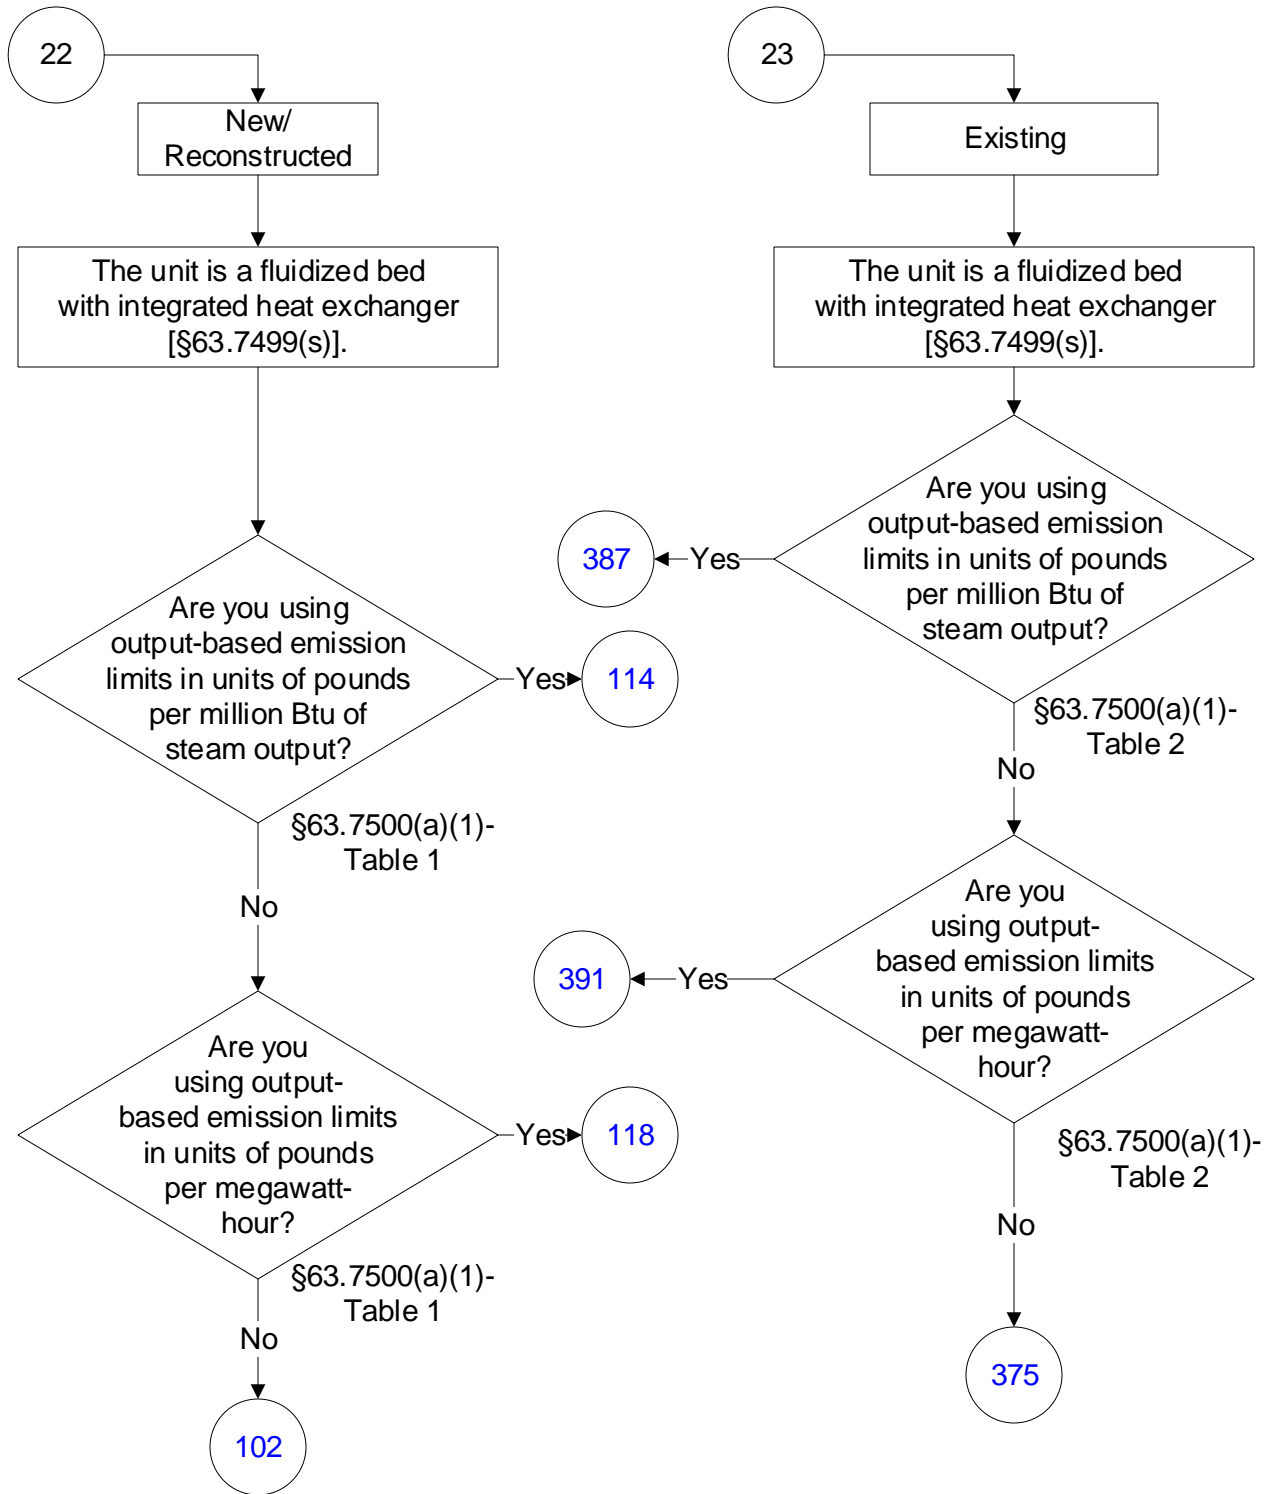 22
New/
Reconstructed
The unit is a fluidized bed
with integrated heat exchanger
[§63.7499(s)].
Are you using
output-based emission
limits in units of pounds
per million Btu of
steam output?
Yes
114
§63.7500(a)(1)-
Table 1
No
Are you
using output-
based emission limits
in units of pounds
per megawatt-
hour?
Yes
118
§63.7500(a)(1)-
Table 1
No
102
23
Existing
The unit is a fluidized bed
with integrated heat exchanger
[§63.7499(s)].
Are you using
output-based emission
limits in units of pounds
per million Btu of
steam output?
Yes
387
§63.7500(a)(1)-
Table 2
No
Are you
using output-
based emission limits
in units of pounds
per megawatt-
hour?
Yes
391
§63.7500(a)(1)-
Table 2
No
375